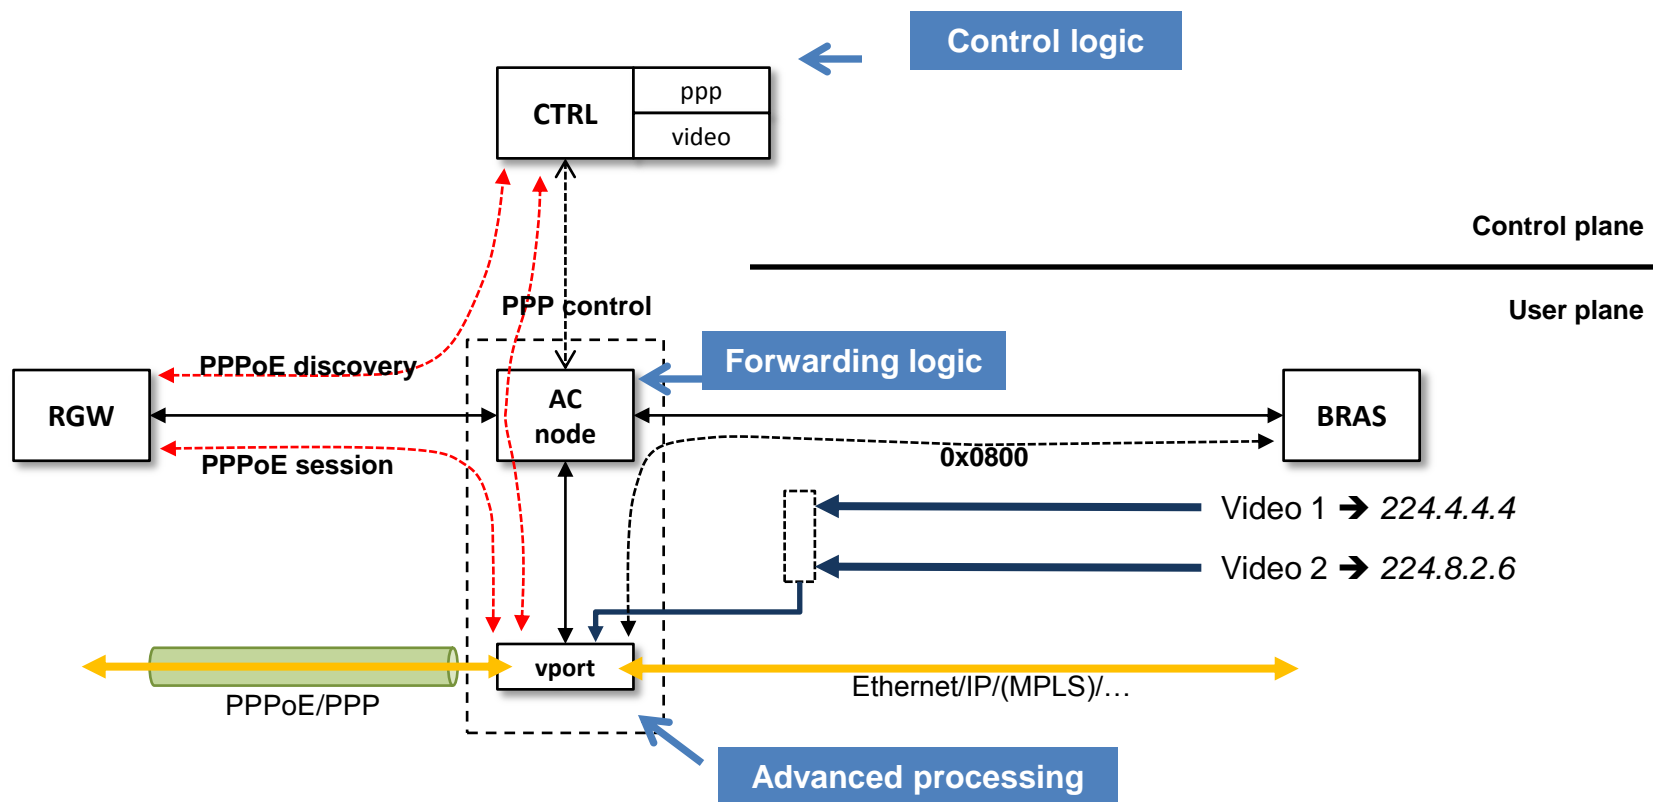 Control logic
CTRL
ppp
video
Control plane
User plane
PPP control
PPPoE discovery
Forwarding logic
RGW
AC
node
BRAS
PPPoE session
0x0800
Video 1 ➔ 224.4.4.4
Video 2 ➔ 224.8.2.6
vport
PPPoE/PPP
Ethernet/IP/(MPLS)/…
Advanced processing